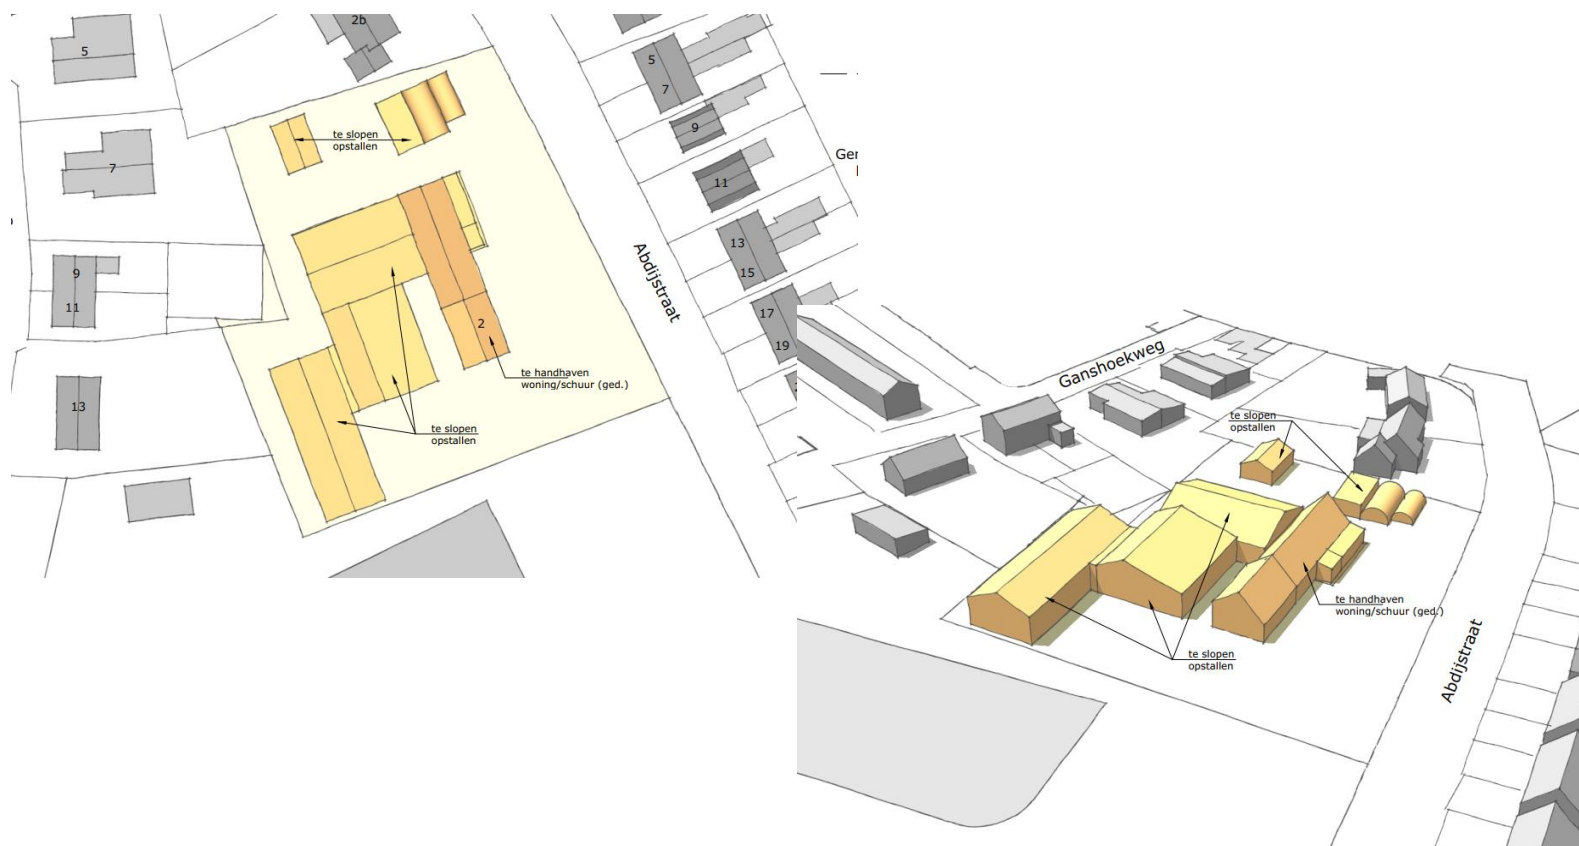 2b
5
5
7
te slopen
opstallen
9
7
11
Ger
13
15
9
11
Abdijstraat
17
19
2
te handhaven
woning/schuur (ged.)
13
te slopen
opstallen
Ganshoekweg
te slopen
opstallen
te handhaven
woning/schuur (ged.)
te slopen
opstallen
Abdijstraat